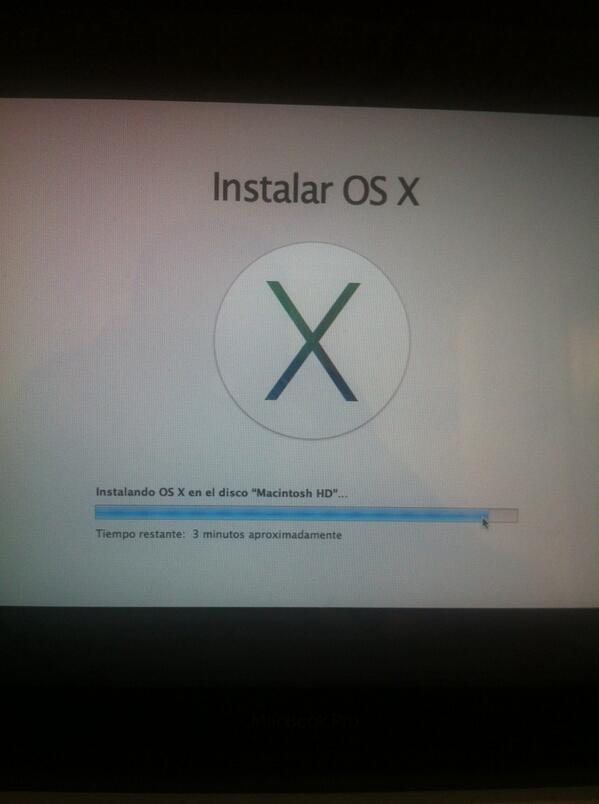 Instalar OS X
Instalando OS X en el disco "Macintosh HD"...
Tiempo restante: 3 minutos aproximadamente
MacBook Pro